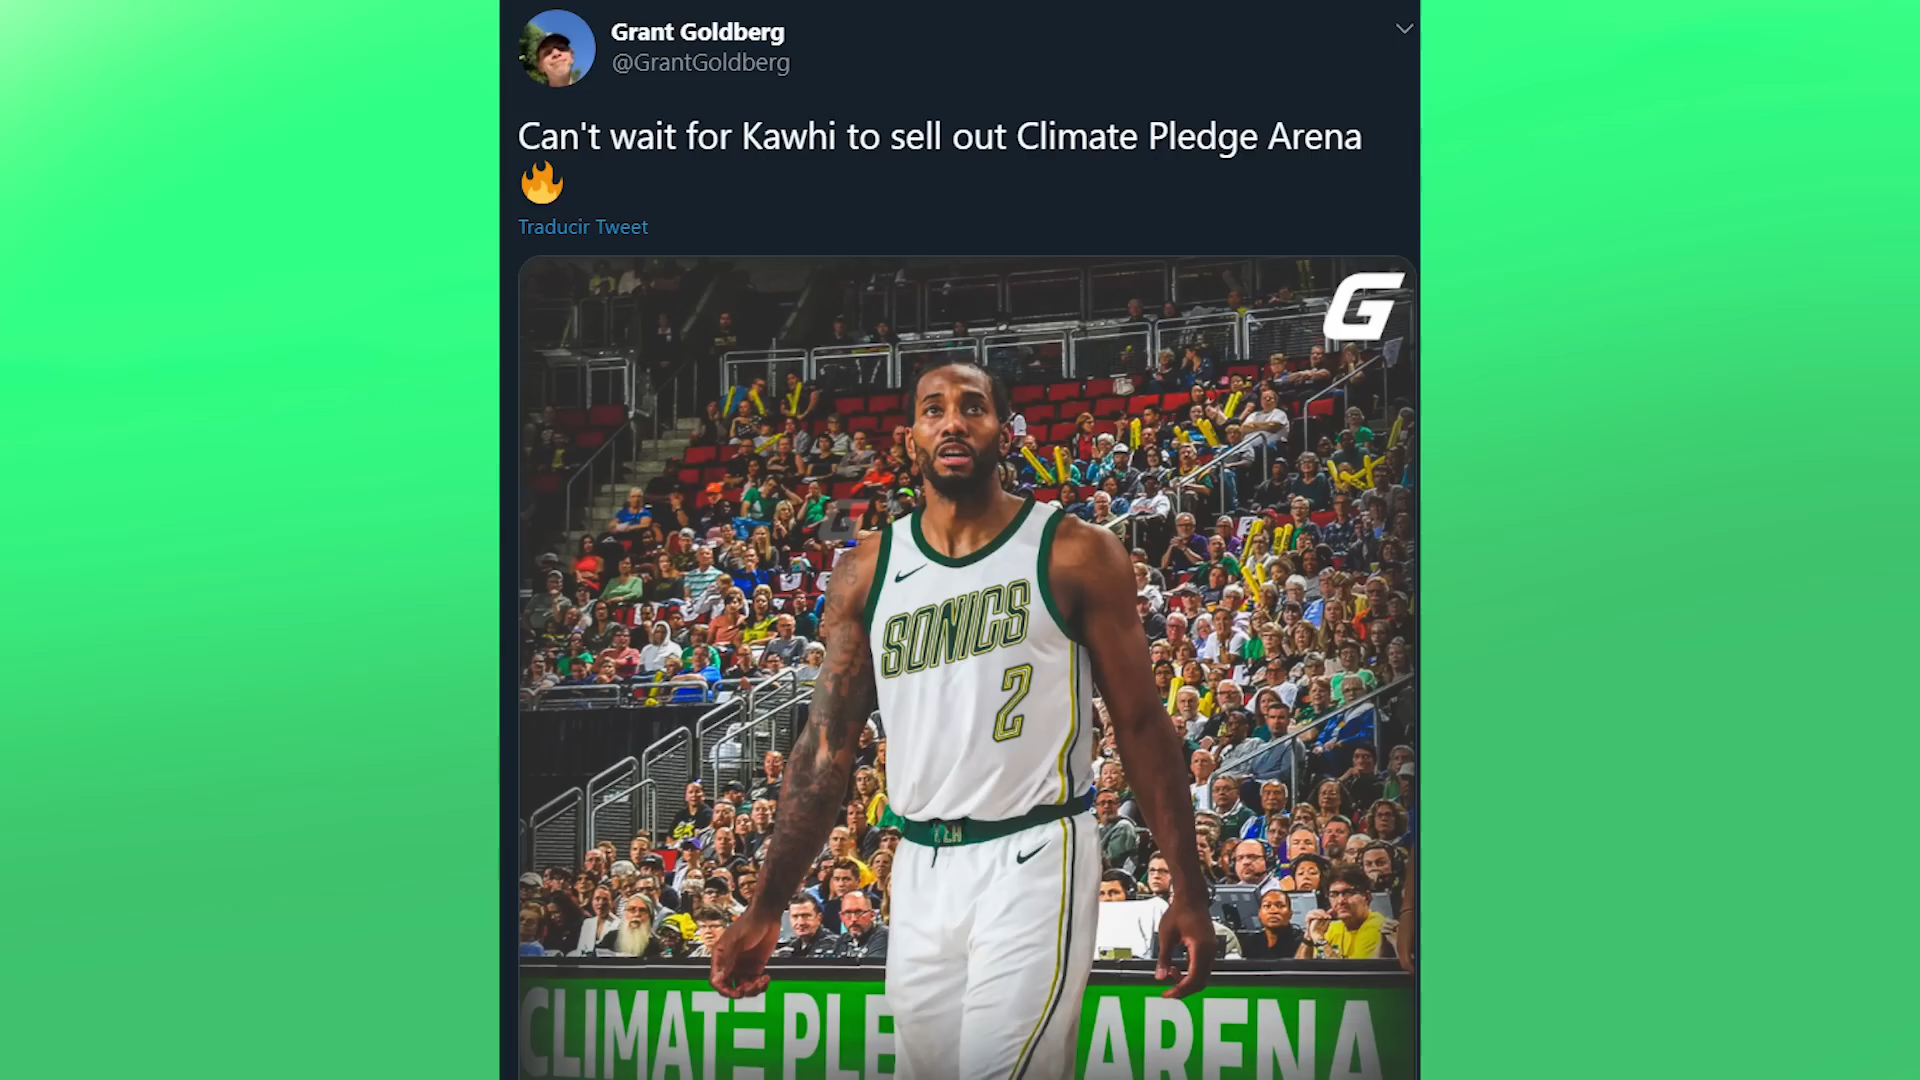 Grant Goldberg
@GrantGoldberg
Can't wait for Kawhi to sell out Climate Pledge Arena
🔥
Traducir Tweet
G
SONICS
2
CLIMATE PLE ARENA